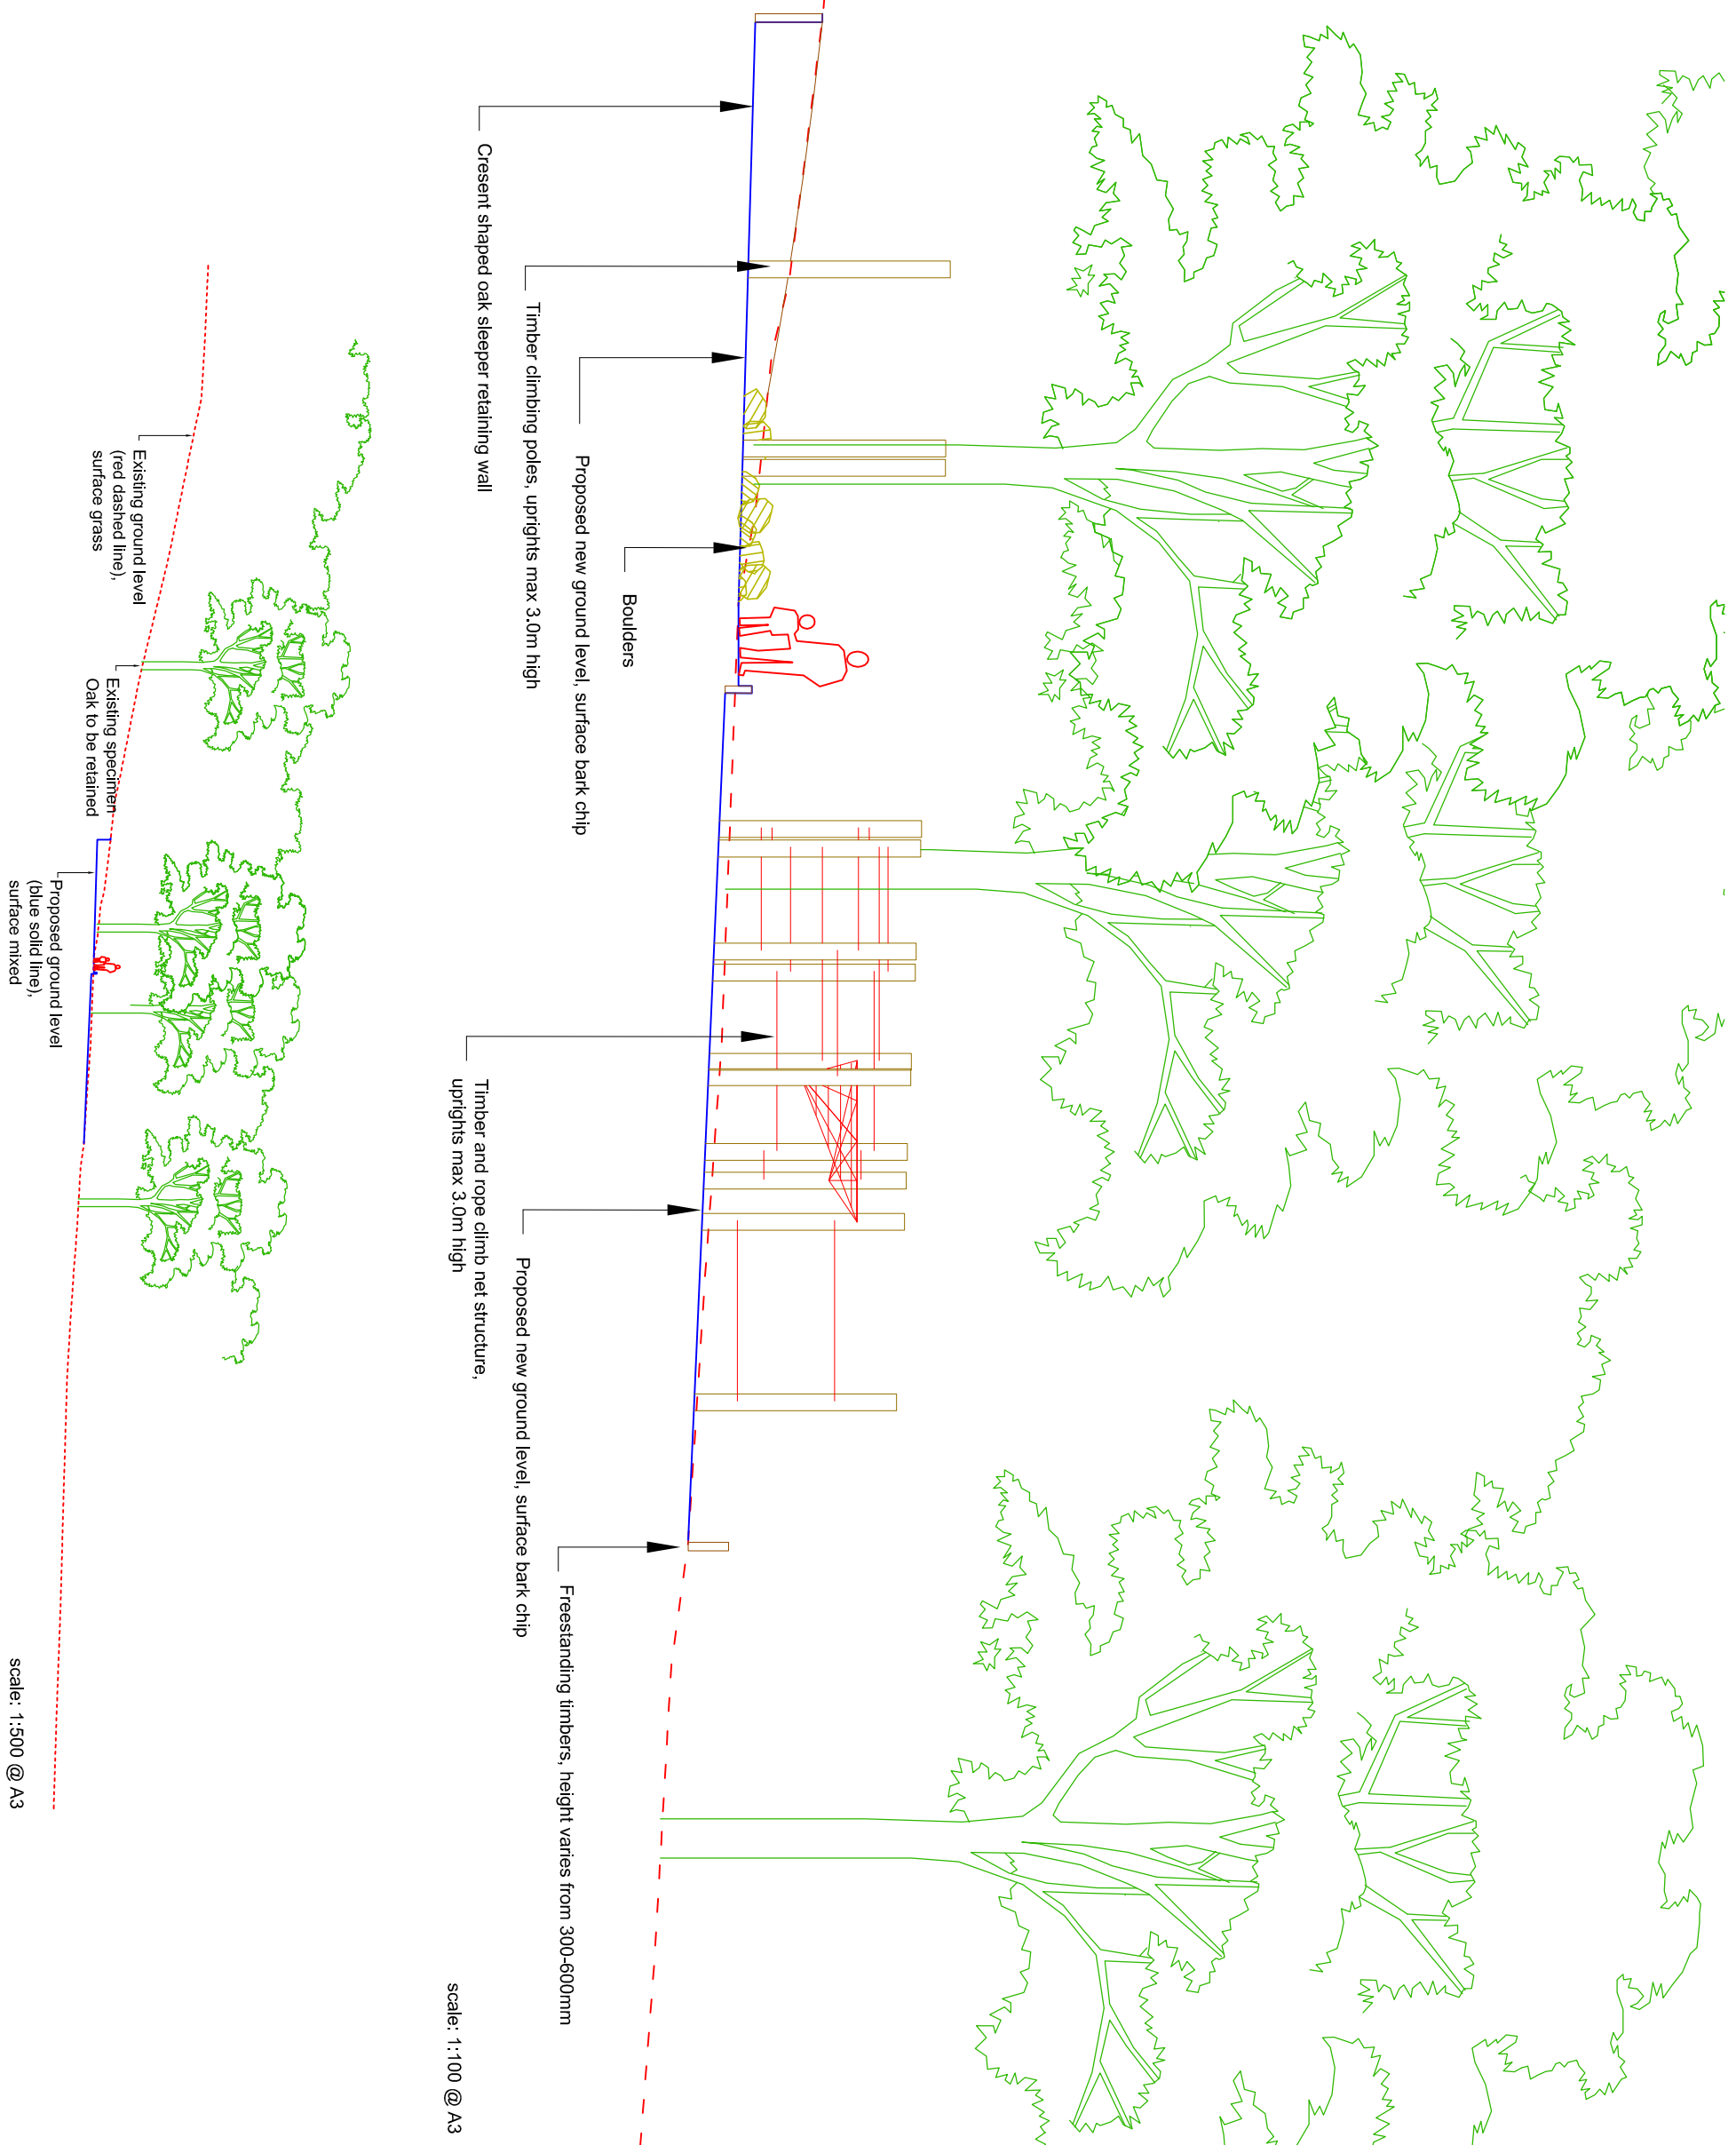 Cresent shaped oak sleeper retaining wall
Timber climbing poles, uprights max 3.0m high
Proposed new ground level, surface bark chip
Boulders
Timber and rope climb net structure,
uprights max 3.0m high
Proposed new ground level, surface bark chip
Freestanding timbers, height varies from 300-600mm
scale: 1:100 @ A3
Existing ground level
(red dashed line),
surface grass
Existing specimen
Oak to be retained
Proposed ground level
(blue solid line),
surface mixed
scale: 1:500 @ A3